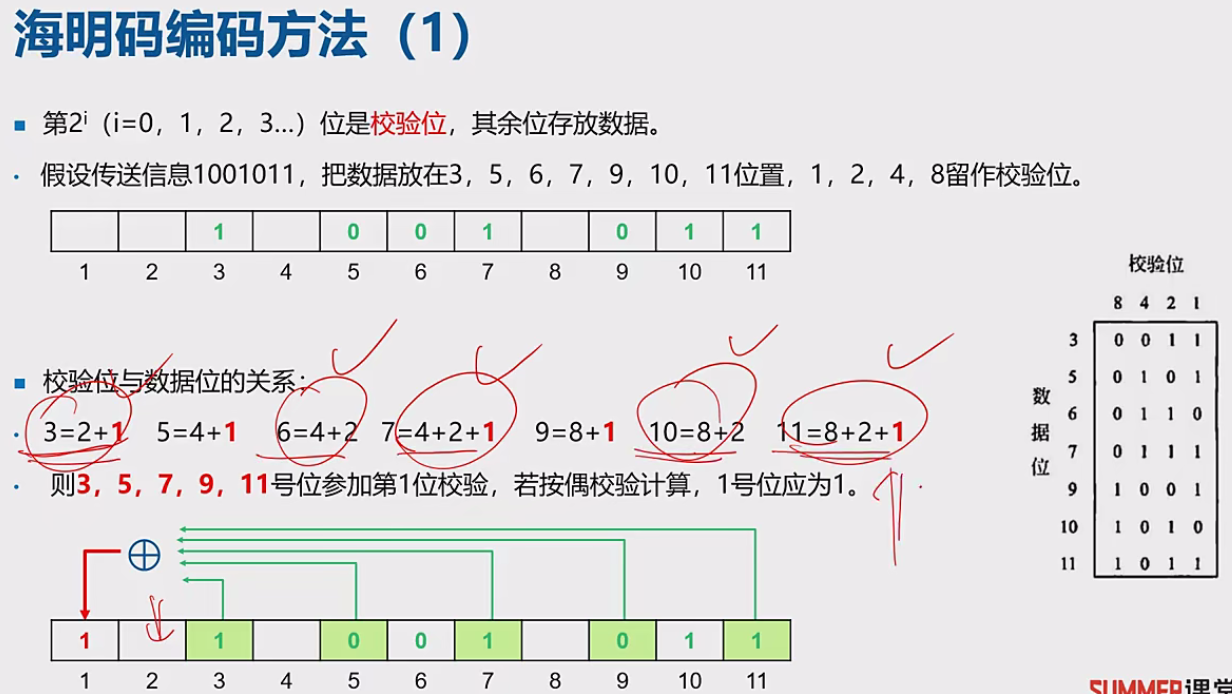 海明码编码方法（1）
■ 第2ⁱ（i=0，1，2，3…）位是校验位，其余位存放数据。
· 假设传送信息1001011，把数据放在3，5，6，7，9，10，11位置，1，2，4，8留作校验位。
1 0 0 1 0 1 1
1 2 3 4 5 6 7 8 9 10 11
■ 校验位与数据位的关系：
· 3=2+1 5=4+1 6=4+2 7=4+2+1 9=8+1 10=8+2 11=8+2+1
· 则3，5，7，9，11号位参加第1位校验，若按偶校验计算，1号位应为1。
1 1 0 0 1 0 1 1
1 2 3 4 5 6 7 8 9 10 11
校验位
8 4 2 1
数据位
3 0 0 1 1
5 0 1 0 1
6 0 1 1 0
7 0 1 1 1
9 1 0 0 1
10 1 0 1 0
11 1 0 1 1
SUMMER课堂